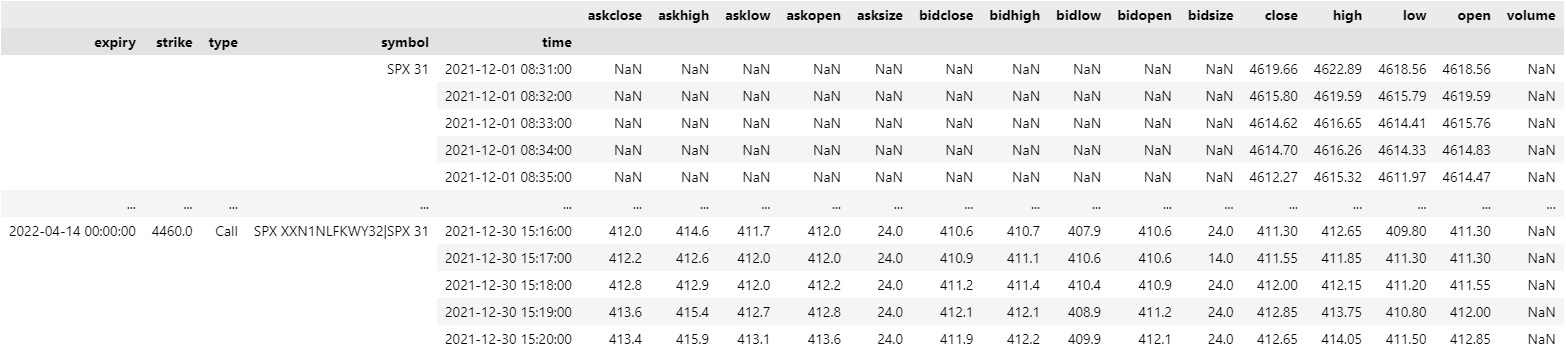 askclose askhigh asklow askopen asksize bidclose bidhigh bidlow bidopen bidsize close high low open volume
expiry strike type symbol time
SPX 31 2021-12-01 08:31:00 NaN NaN NaN NaN NaN NaN NaN NaN NaN NaN 4619.66 4622.89 4618.56 4618.56 NaN
2021-12-01 08:32:00 NaN NaN NaN NaN NaN NaN NaN NaN NaN NaN 4615.80 4619.59 4615.79 4619.59 NaN
2021-12-01 08:33:00 NaN NaN NaN NaN NaN NaN NaN NaN NaN NaN 4614.62 4616.65 4614.41 4615.76 NaN
2021-12-01 08:34:00 NaN NaN NaN NaN NaN NaN NaN NaN NaN NaN 4614.70 4616.26 4614.33 4614.83 NaN
2021-12-01 08:35:00 NaN NaN NaN NaN NaN NaN NaN NaN NaN NaN 4612.27 4615.32 4611.97 4614.47 NaN
... ... ... ... ... ... ... ... ... ... ... ... ... ... ... ... ... ... ... ...
2022-04-14 00:00:00 4460.0 Call SPX XXN1NLFKWY32|SPX 31 2021-12-30 15:16:00 412.0 414.6 411.7 412.0 24.0 410.6 410.7 407.9 410.6 24.0 411.30 412.65 409.80 411.30 NaN
2021-12-30 15:17:00 412.2 412.6 412.0 412.0 24.0 410.9 411.1 410.6 410.6 14.0 411.55 411.85 411.30 411.30 NaN
2021-12-30 15:18:00 412.8 412.9 412.0 412.2 24.0 411.2 411.4 410.4 410.9 24.0 412.00 412.15 411.20 411.55 NaN
2021-12-30 15:19:00 413.6 415.4 412.7 412.8 24.0 412.1 412.1 408.9 411.2 24.0 412.85 413.75 410.80 412.00 NaN
2021-12-30 15:20:00 413.4 415.9 413.1 413.6 24.0 411.9 412.2 409.9 412.1 24.0 412.65 414.05 411.50 412.85 NaN